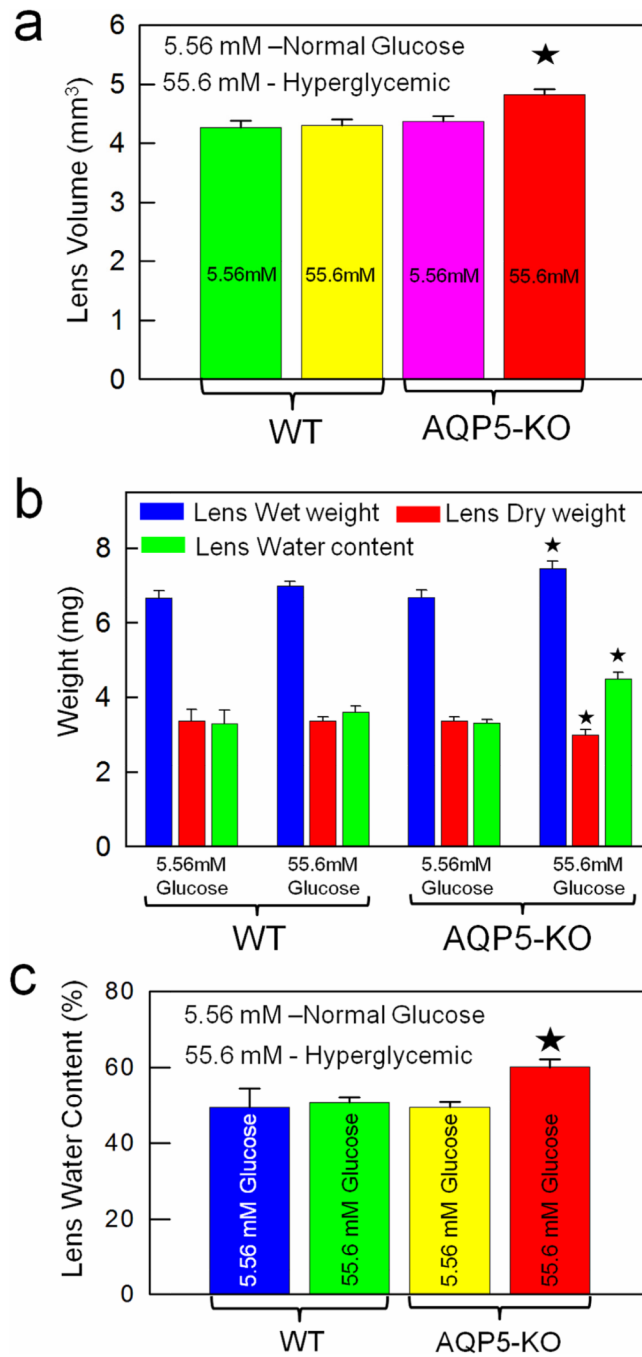 a
Lens Volume (mm³)
6
5
4
3
2
1
0
5.56 mM –Normal Glucose
55.6 mM - Hyperglycemic
★
5.56mM
55.6mM
5.56mM
55.6mM
WT
AQP5-KO
b
Weight (mg)
8
6
4
2
0
Lens Wet weight
Lens Dry weight
Lens Water content
★
★
★
5.56mM
Glucose
55.6mM
Glucose
5.56mM
Glucose
55.6mM
Glucose
WT
AQP5-KO
c
Lens Water Content (%)
80
60
40
20
0
5.56 mM –Normal Glucose
55.6 mM - Hyperglycemic
★
5.56 mM Glucose
55.6 mM Glucose
5.56 mM Glucose
55.6 mM Glucose
WT
AQP5-KO